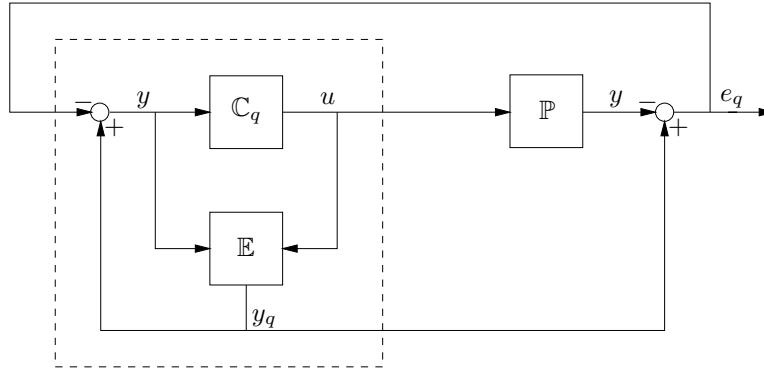 − + y ℂ_q u ℙ y − + e_q
𝔼
y_q